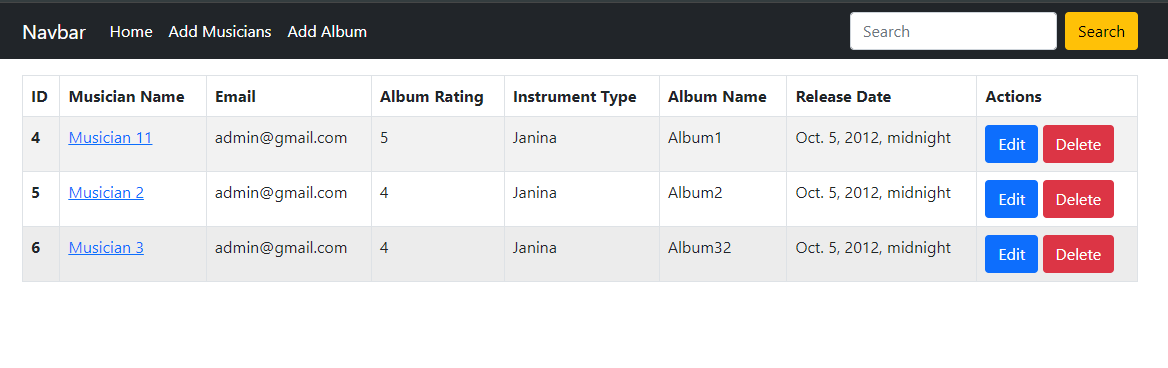 Navbar Home Add Musicians Add Album Search Search
ID Musician Name Email Album Rating Instrument Type Album Name Release Date Actions
4 Musician 11 admin@gmail.com 5 Janina Album1 Oct. 5, 2012, midnight Edit Delete
5 Musician 2 admin@gmail.com 4 Janina Album2 Oct. 5, 2012, midnight Edit Delete
6 Musician 3 admin@gmail.com 4 Janina Album32 Oct. 5, 2012, midnight Edit Delete